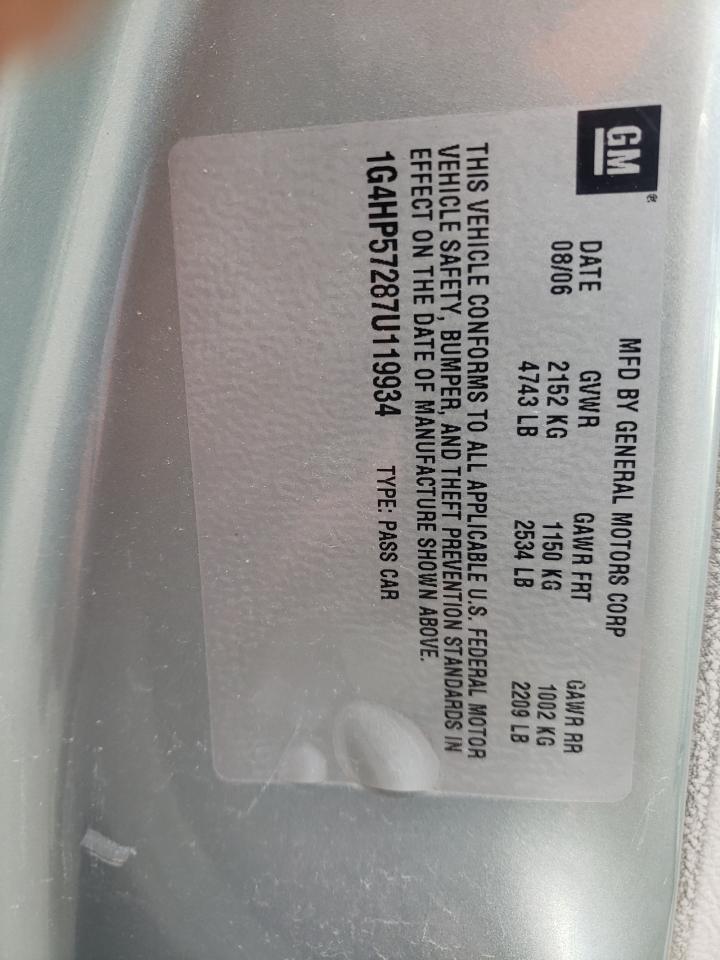 GM®
MFD BY GENERAL MOTORS CORP
DATE GVWR GAWR FRT GAWR RR
08/06 2152 KG 1150 KG 1002 KG
4743 LB 2534 LB 2209 LB
THIS VEHICLE CONFORMS TO ALL APPLICABLE U.S. FEDERAL MOTOR
VEHICLE SAFETY, BUMPER, AND THEFT PREVENTION STANDARDS IN
EFFECT ON THE DATE OF MANUFACTURE SHOWN ABOVE.
1G4HP57287U119934 TYPE: PASS CAR